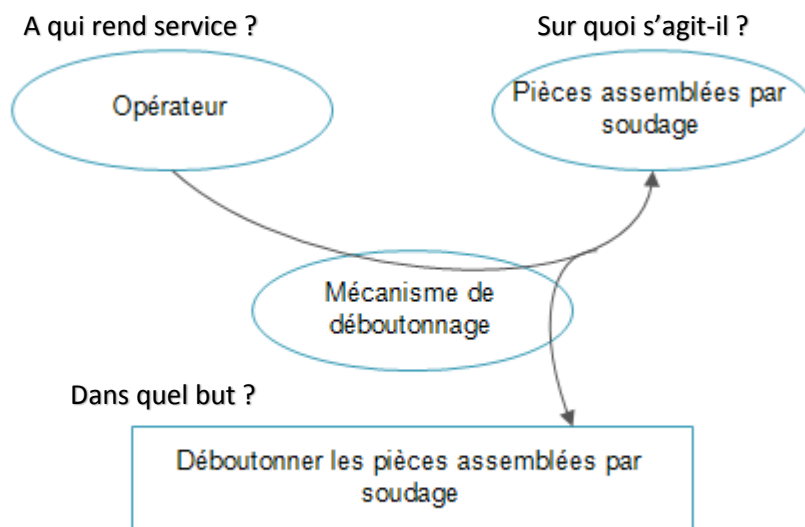 A qui rend service ?
Sur quoi s’agit-il ?
Opérateur
Pièces assemblées par
soudage
Mécanisme de
déboutonnage
Dans quel but ?
Déboutonner les pièces assemblées par
soudage